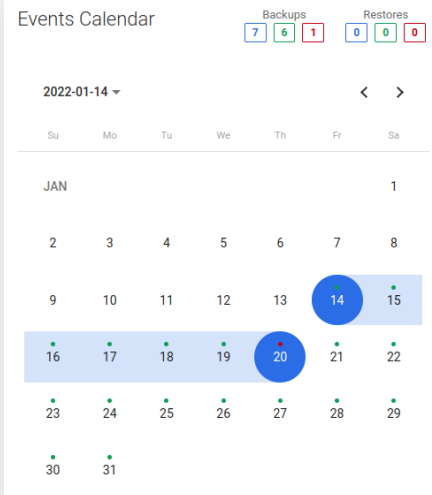 Events Calendar
Backups Restores
7 6 1 0 0 0
2022-01-14
Su Mo Tu We Th Fr Sa
JAN 1
2 3 4 5 6 7 8
9 10 11 12 13 14 15
16 17 18 19 20 21 22
23 24 25 26 27 28 29
30 31